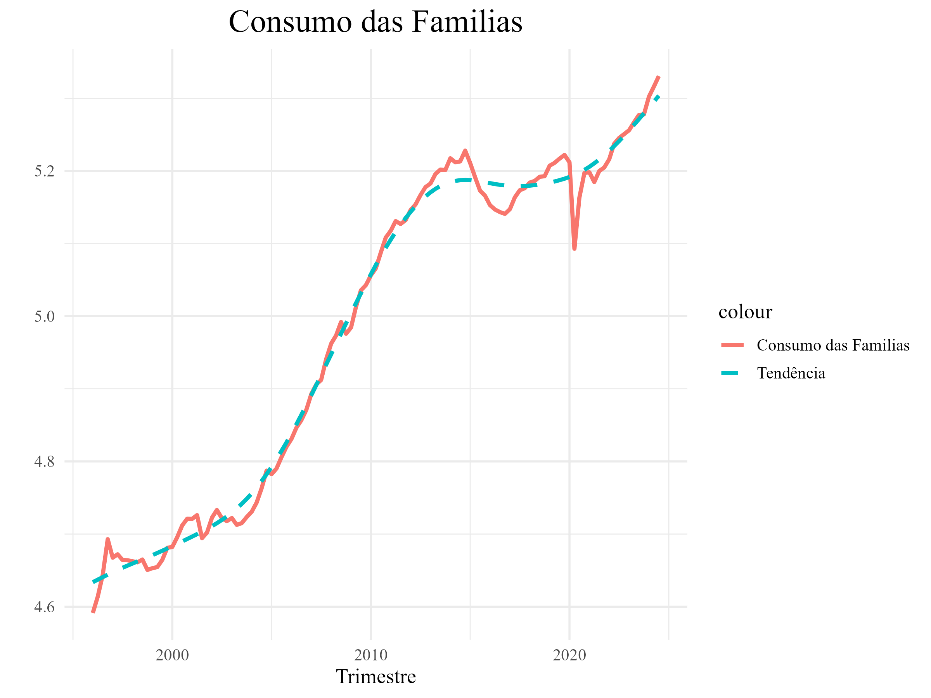 Consumo das Familias
5.2
5.0
4.8
4.6
2000
2010
2020
Trimestre
colour
Consumo das Familias
Tendência